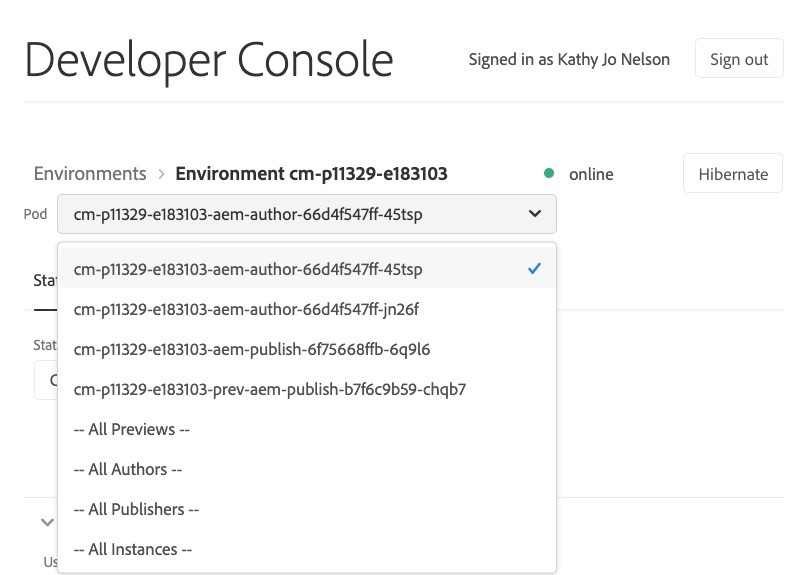 Developer Console
Signed in as Kathy Jo Nelson
Sign out
Environments > Environment cm-p11329-e183103
online
Hibernate
Pod
cm-p11329-e183103-aem-author-66d4f547ff-45tsp
cm-p11329-e183103-aem-author-66d4f547ff-45tsp
cm-p11329-e183103-aem-author-66d4f547ff-jn26f
cm-p11329-e183103-aem-publish-6f75668ffb-6q9l6
cm-p11329-e183103-prev-aem-publish-b7f6c9b59-chqb7
-- All Previews --
-- All Authors --
-- All Publishers --
-- All Instances --